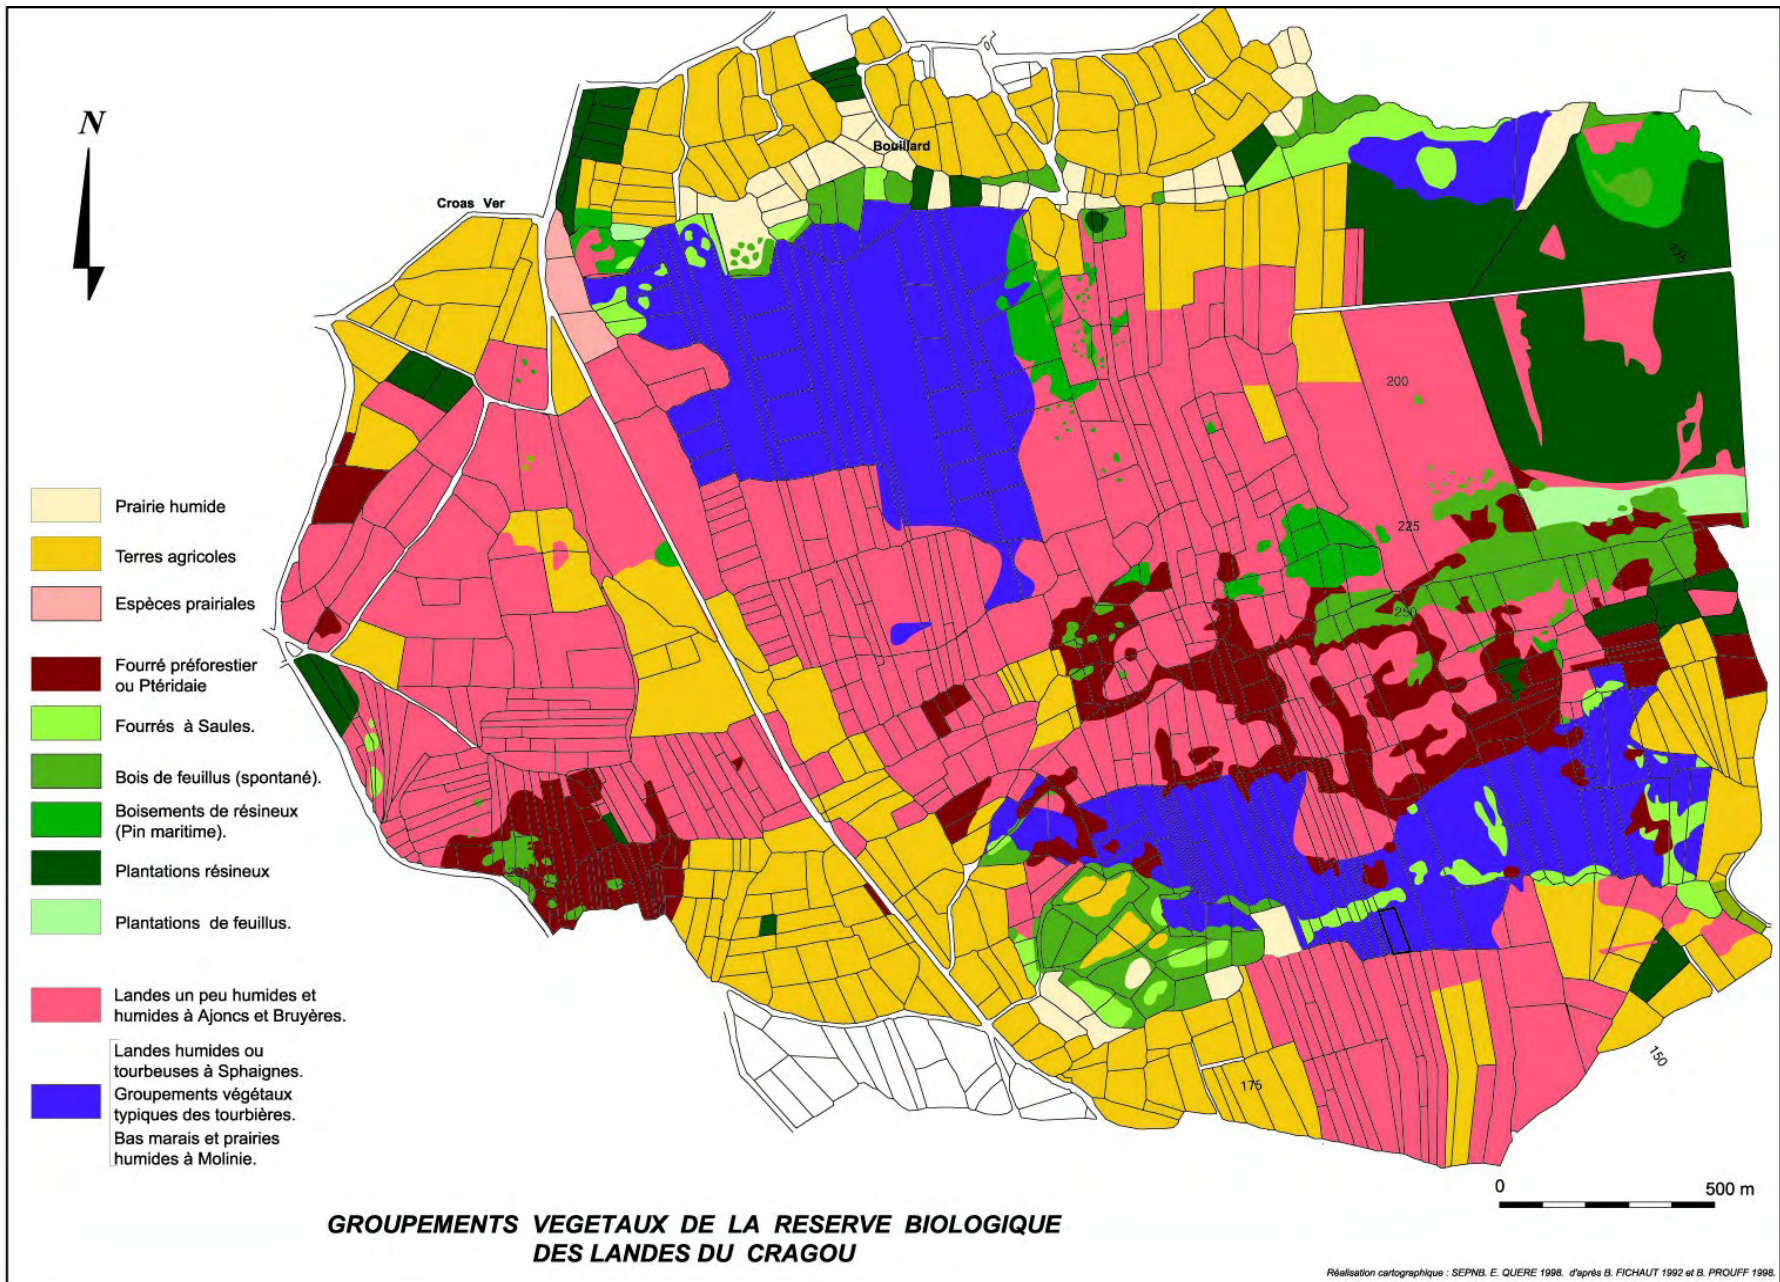 N
Bouillard
Croas Ver
195
200
225
250
175
150
Prairie humide
Terres agricoles
Espèces prairiales
Fourré préforestier
ou Ptéridaie
Fourrés à Saules.
Bois de feuillus (spontané).
Boisements de résineux
(Pin maritime).
Plantations résineux
Plantations de feuillus.
Landes un peu humides et
humides à Ajoncs et Bruyères.
Landes humides ou
tourbeuses à Sphaignes.
Groupements végétaux
typiques des tourbières.
Bas marais et prairies
humides à Molinie.
0 500 m
GROUPEMENTS VEGETAUX DE LA RESERVE BIOLOGIQUE
DES LANDES DU CRAGOU
Réalisation cartographique : SEPNB. E. QUERE 1998. d'après B. FICHAUT 1992 et B. PROUFF 1998.